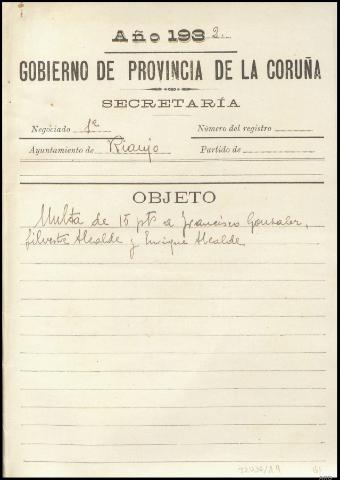 Año 1932.
GOBIERNO DE PROVINCIA DE LA CORUÑA
SECRETARÍA
Negociado 1º Número del registro
Ayuntamiento de Rianjo Partido de
OBJETO
Multa de 15 pts a Francisco Gonzalez,
Silvestre Alcalde y Enrique Alcalde